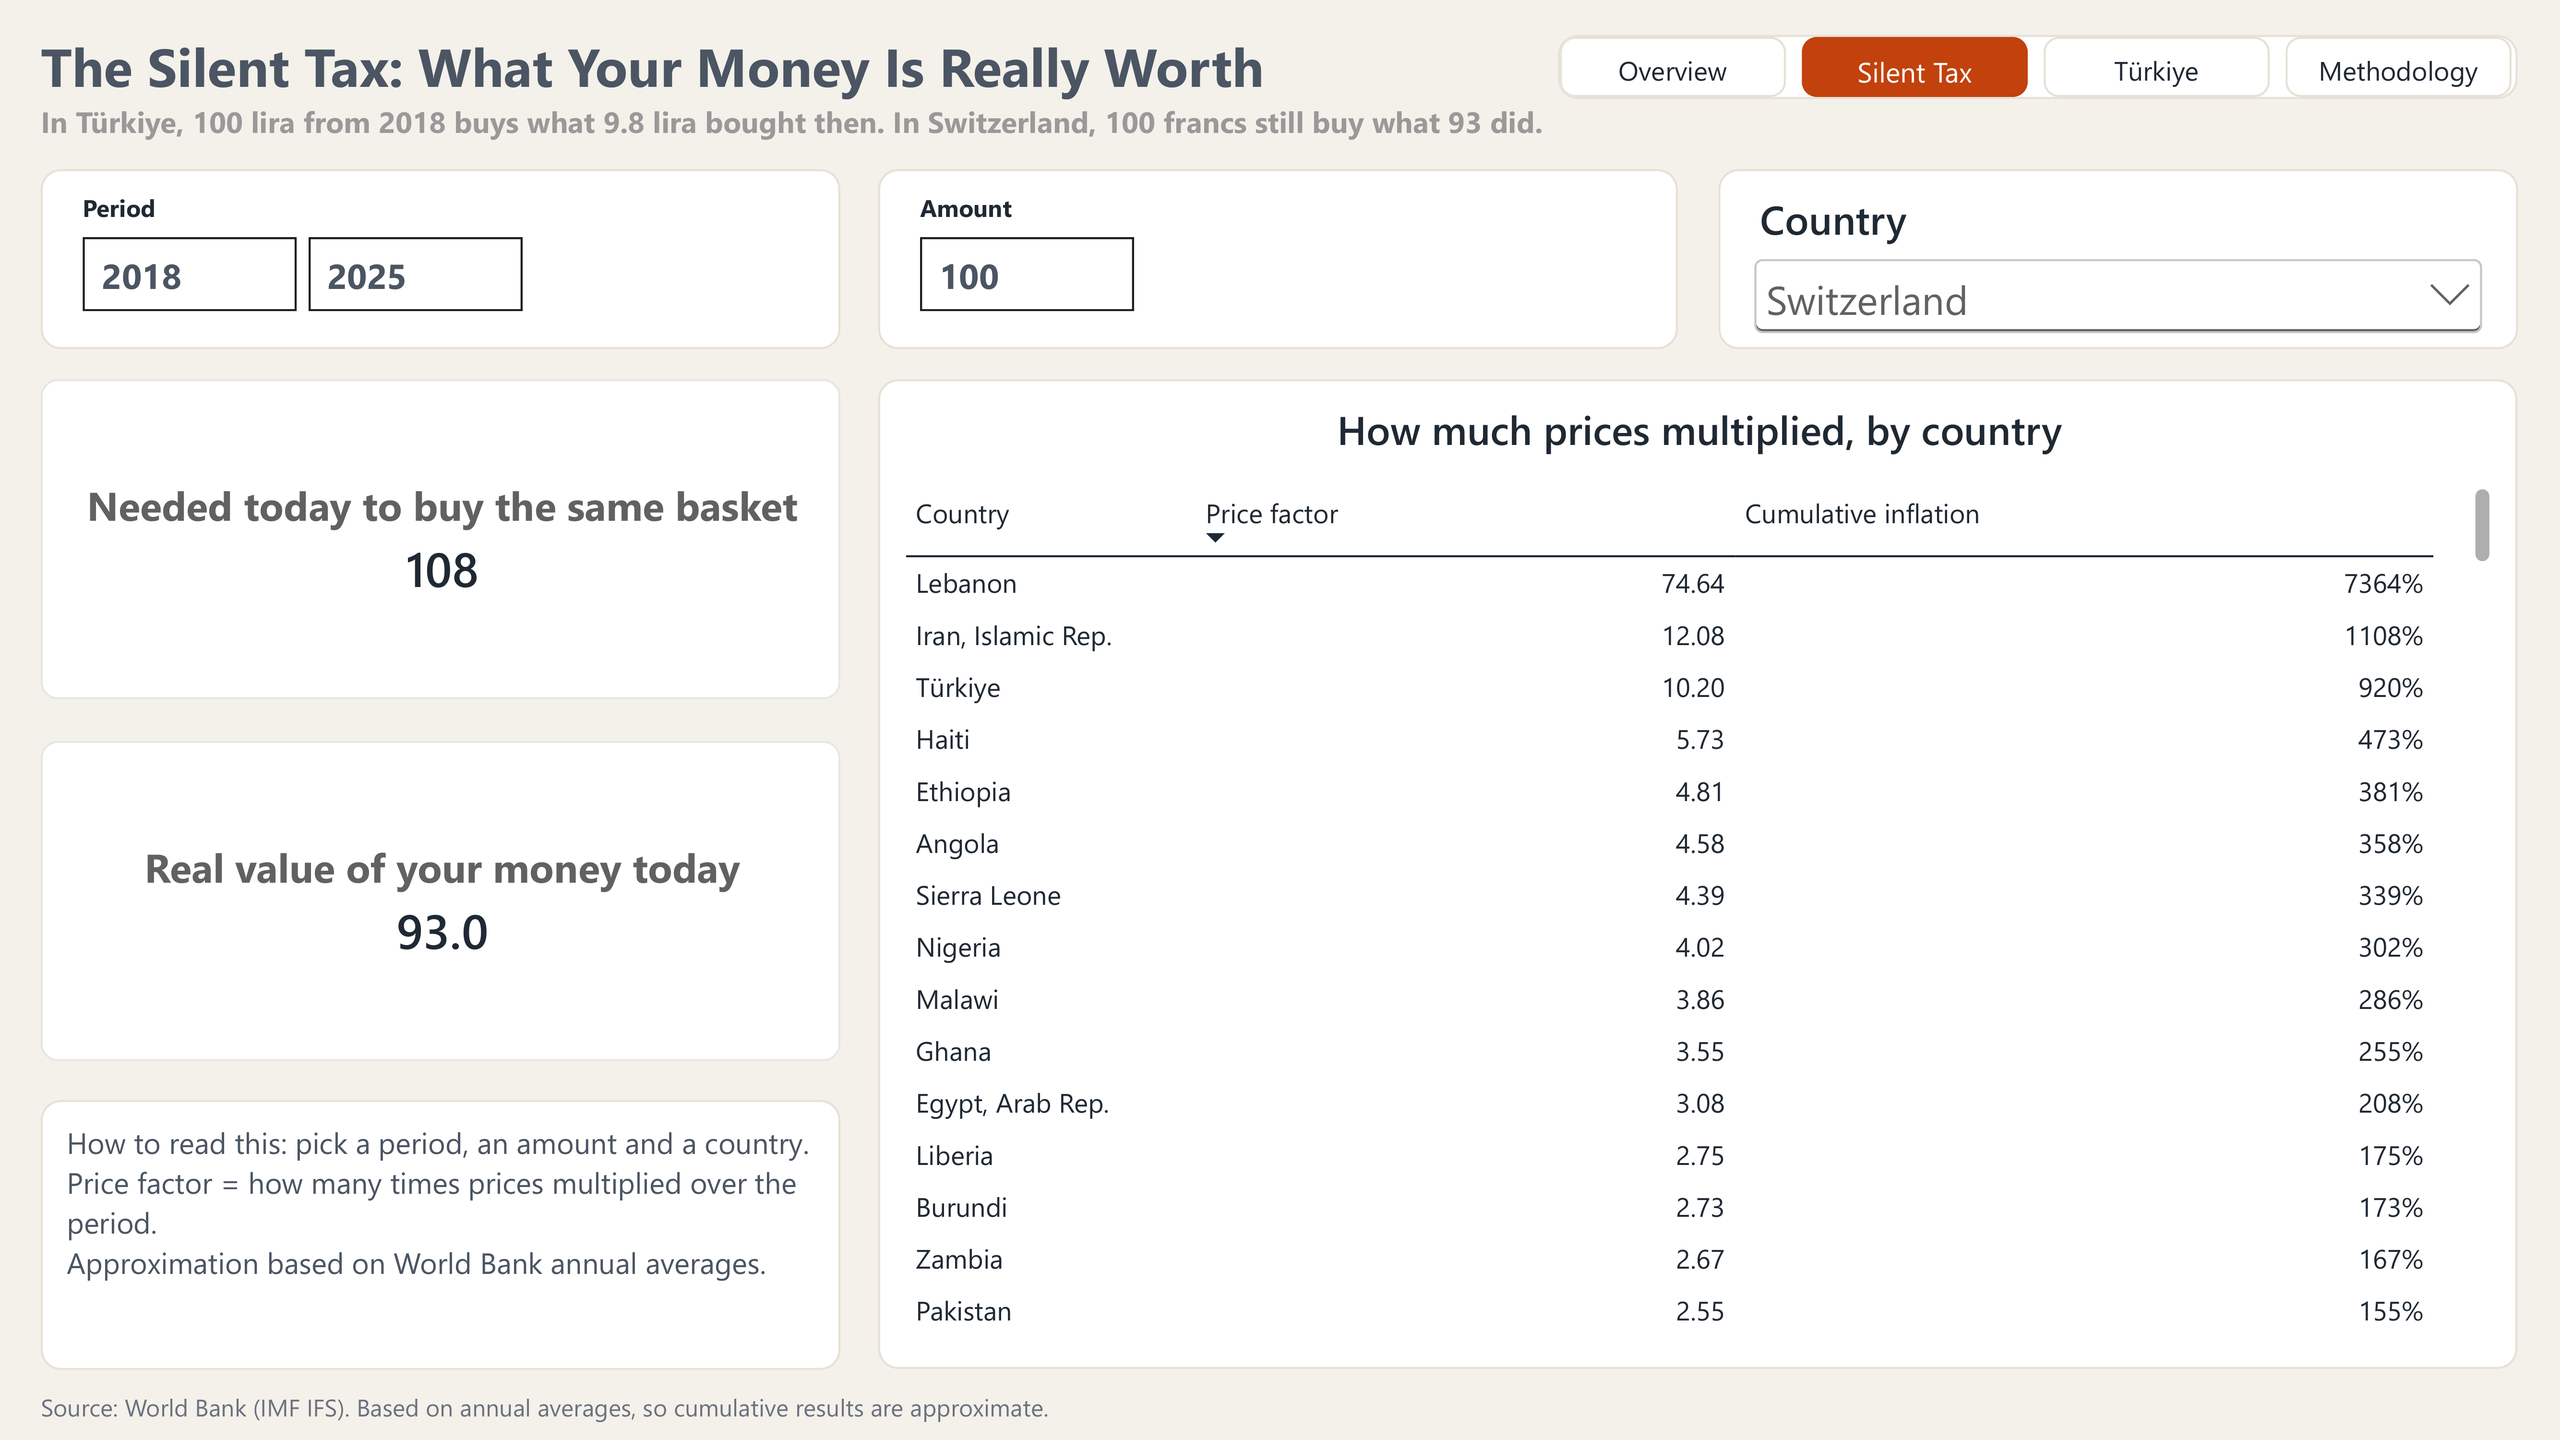 The Silent Tax: What Your Money Is Really Worth
Overview
Silent Tax
Türkiye
Methodology
In Türkiye, 100 lira from 2018 buys what 9.8 lira bought then. In Switzerland, 100 francs still buy what 93 did.
Period
2018 2025
Amount
100
Country
Switzerland
Needed today to buy the same basket
108
Real value of your money today
93.0
How to read this: pick a period, an amount and a country.
Price factor = how many times prices multiplied over the
period.
Approximation based on World Bank annual averages.
How much prices multiplied, by country
Country Price factor Cumulative inflation
Lebanon 74.64 7364%
Iran, Islamic Rep. 12.08 1108%
Türkiye 10.20 920%
Haiti 5.73 473%
Ethiopia 4.81 381%
Angola 4.58 358%
Sierra Leone 4.39 339%
Nigeria 4.02 302%
Malawi 3.86 286%
Ghana 3.55 255%
Egypt, Arab Rep. 3.08 208%
Liberia 2.75 175%
Burundi 2.73 173%
Zambia 2.67 167%
Pakistan 2.55 155%
Source: World Bank (IMF IFS). Based on annual averages, so cumulative results are approximate.